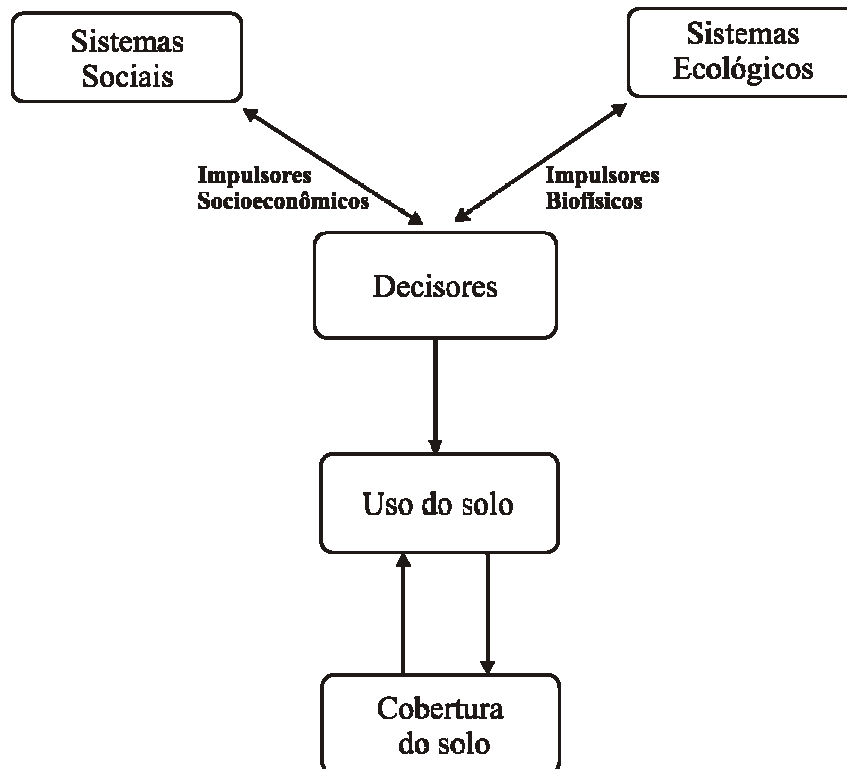 Sistemas
Sociais
Sistemas
Ecológicos
Impulsores
Socioeconômicos
Impulsores
Biofísicos
Decisores
Uso do solo
Cobertura
do solo